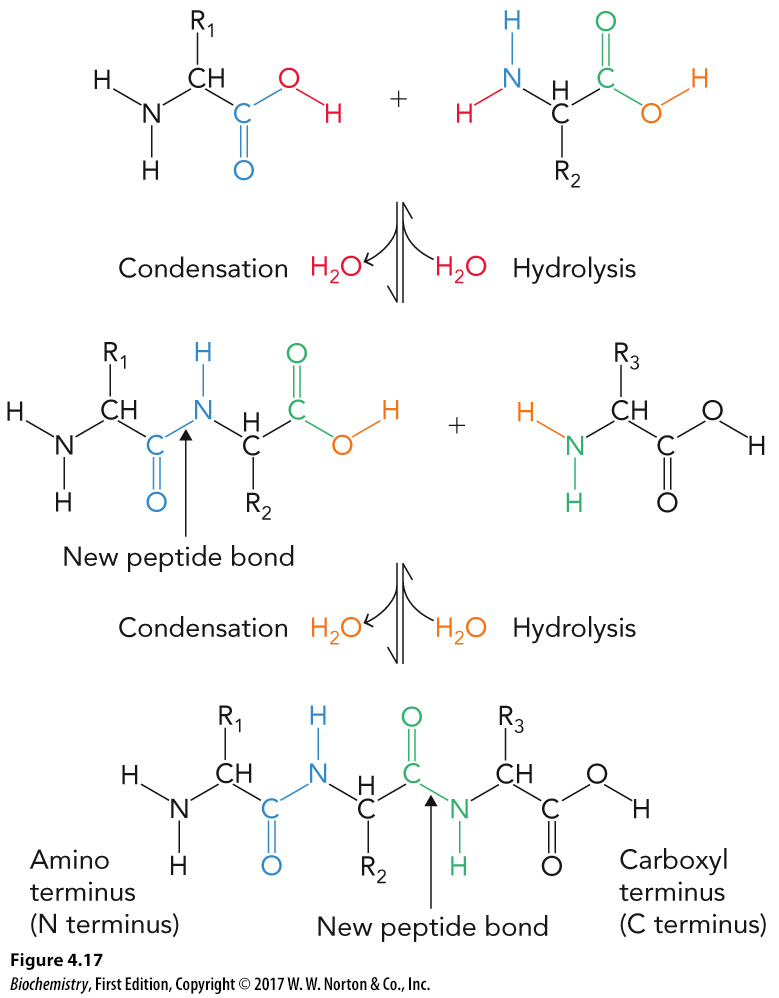 R₁ H O
H CH O + N H C H
N C H H C O
H O R₂
Condensation H₂O H₂O Hydrolysis
R₁ H O R₃
H CH N H C H + H CH O
N C C O N C H
H O R₂ H O
New peptide bond
Condensation H₂O H₂O Hydrolysis
R₁ H O R₃
H CH N H C CH O
N C C N C H
H O R₂ H O
Amino
terminus
(N terminus)
New peptide bond
Carboxyl
terminus
(C terminus)
Figure 4.17
Biochemistry, First Edition, Copyright © 2017 W. W. Norton & Co., Inc.